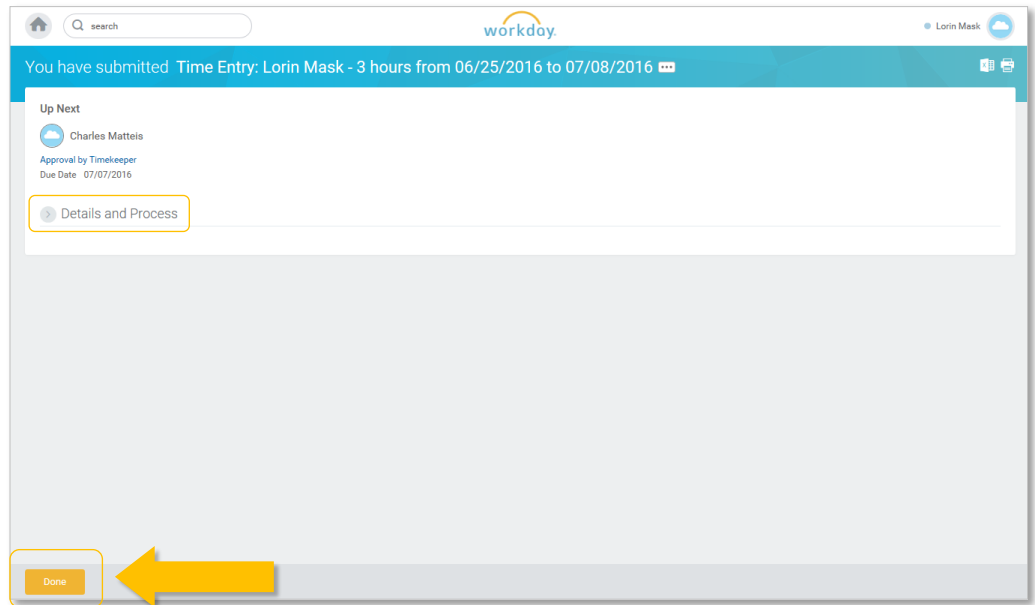 search
workday.
Lorin Mask
You have submitted Time Entry: Lorin Mask - 3 hours from 06/25/2016 to 07/08/2016
Up Next
Charles Matteis
Approval by Timekeeper
Due Date 07/07/2016
Details and Process
Done